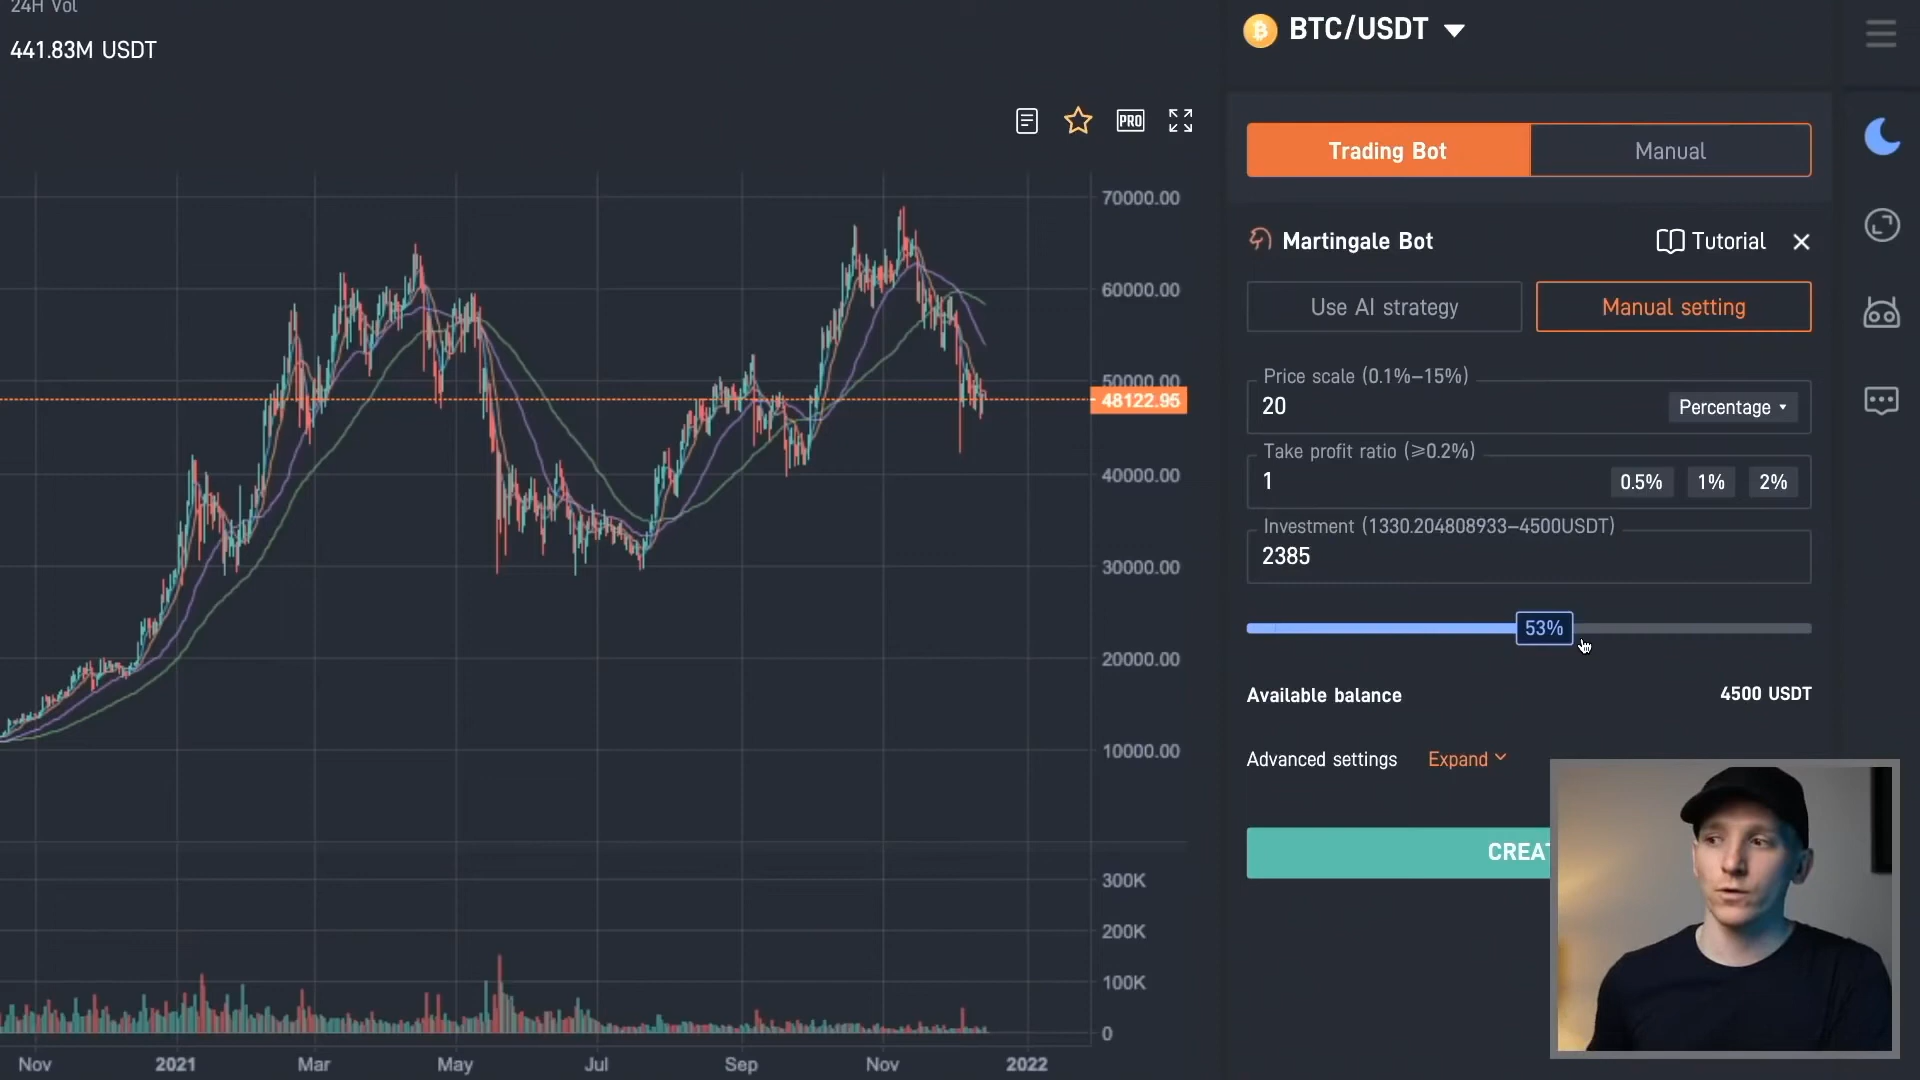 24H Vol
441.83M USDT
PRO
70000.00
60000.00
50000.00
48122.95
40000.00
30000.00
20000.00
10000.00
300K
200K
100K
0
Nov 2021 Mar May Jul Sep Nov 2022
BTC/USDT
Trading Bot Manual
Martingale Bot Tutorial
Use AI strategy Manual setting
Price scale (0.1%–15%)
20 Percentage
Take profit ratio (≥0.2%)
1 0.5% 1% 2%
Investment (1330.204808933–4500USDT)
2385
53%
Available balance 4500 USDT
Advanced settings Expand
CREAT